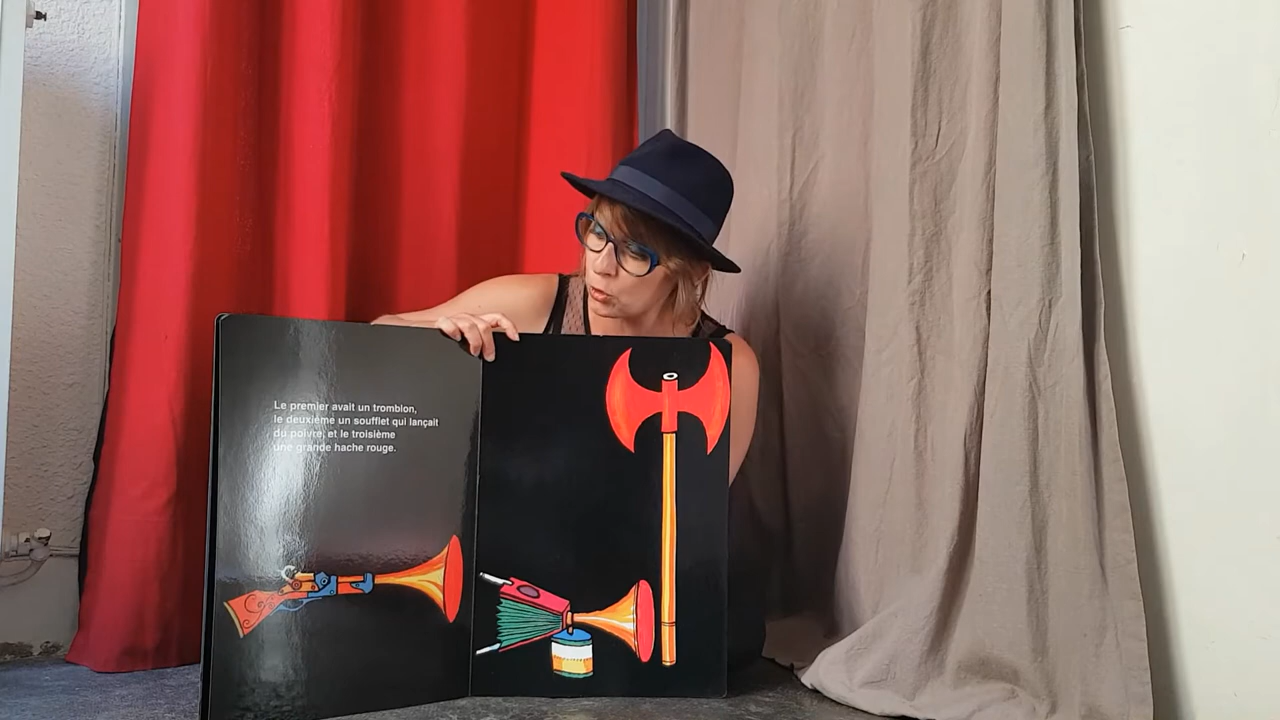 Le premier avait un tromblon,
le deuxième un soufflet qui lançait
du poivre, et le troisième
une grande hache rouge.